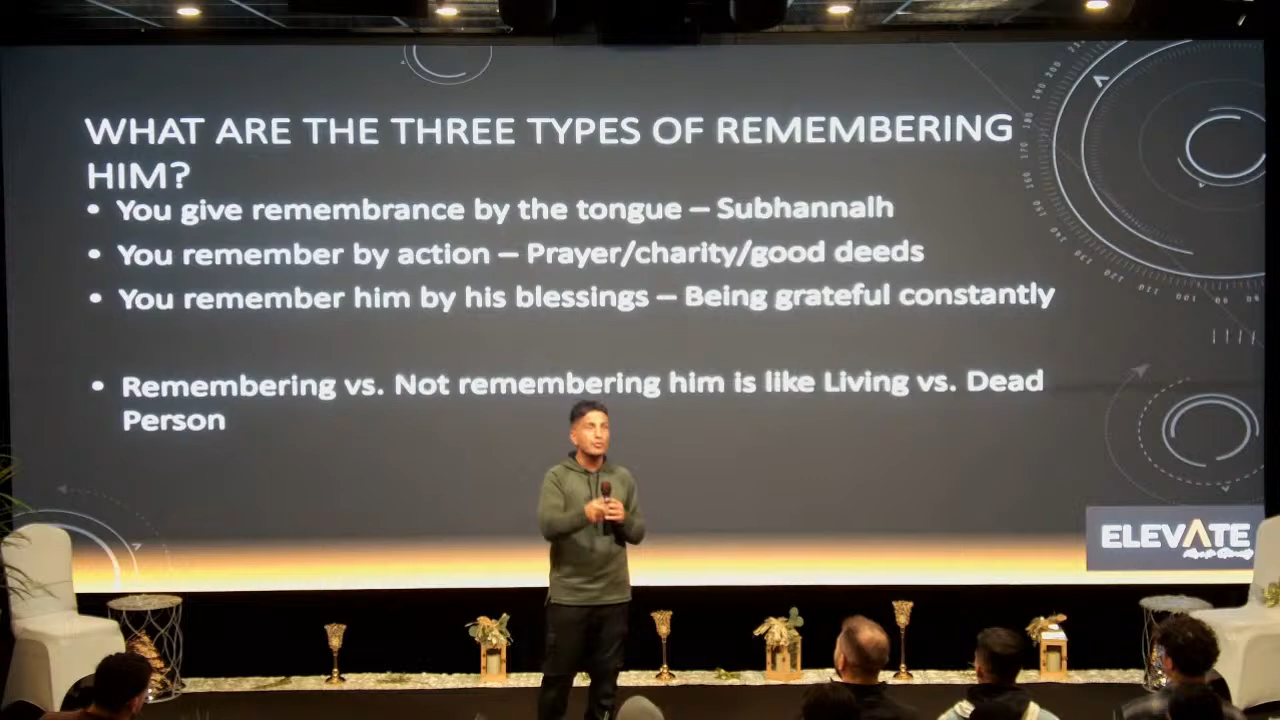 WHAT ARE THE THREE TYPES OF REMEMBERING
HIM?
• You give remembrance by the tongue – Subhannalh
• You remember by action – Prayer/charity/good deeds
• You remember him by his blessings – Being grateful constantly
• Remembering vs. Not remembering him is like Living vs. Dead
Person
ELEVATE